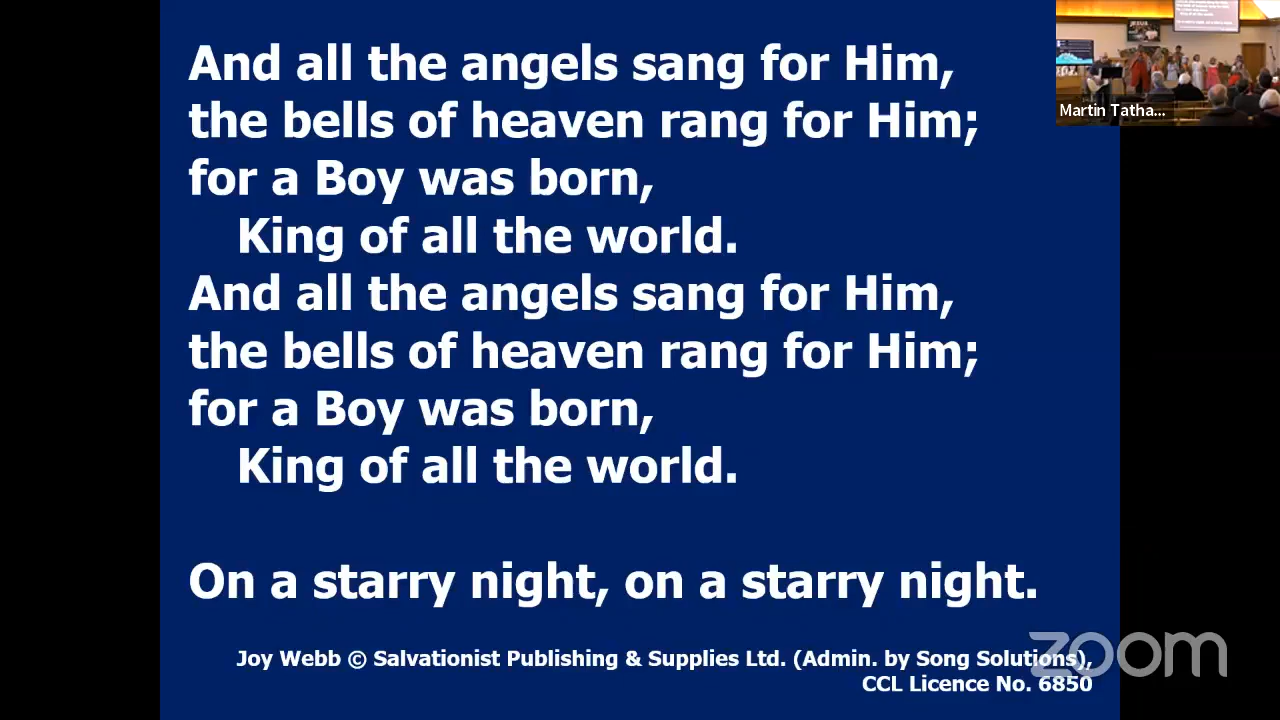 And all the angels sang for Him,
the bells of heaven rang for Him;
for a Boy was born,
King of all the world.
And all the angels sang for Him,
the bells of heaven rang for Him;
for a Boy was born,
King of all the world.
On a starry night, on a starry night.
Joy Webb © Salvationist Publishing & Supplies Ltd. (Admin. by Song Solutions),
CCL Licence No. 6850
Martin Tatha...
JESUS
zoom